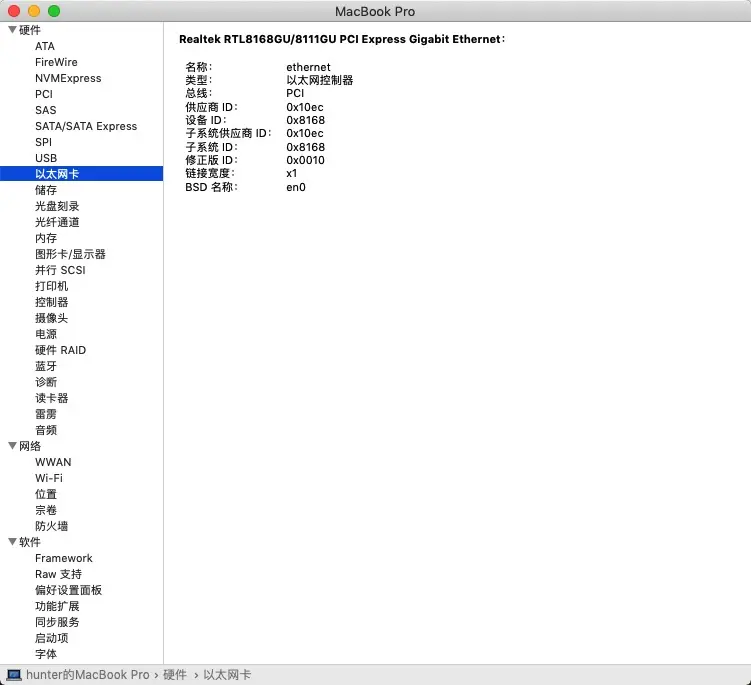 MacBook Pro
硬件
ATA
FireWire
NVMExpress
PCI
SAS
SATA/SATA Express
SPI
USB
以太网卡
储存
光盘刻录
光纤通道
内存
图形卡/显示器
并行 SCSI
打印机
控制器
摄像头
电源
硬件 RAID
蓝牙
诊断
读卡器
雷雳
音频
网络
WWAN
Wi-Fi
位置
宗卷
防火墙
软件
Framework
Raw 支持
偏好设置面板
功能扩展
同步服务
启动项
字体
Realtek RTL8168GU/8111GU PCI Express Gigabit Ethernet：
名称： ethernet
类型： 以太网控制器
总线： PCI
供应商 ID： 0x10ec
设备 ID： 0x8168
子系统供应商 ID： 0x10ec
子系统 ID： 0x8168
修正版 ID： 0x0010
链接宽度： x1
BSD 名称： en0
hunter的MacBook Pro › 硬件 › 以太网卡